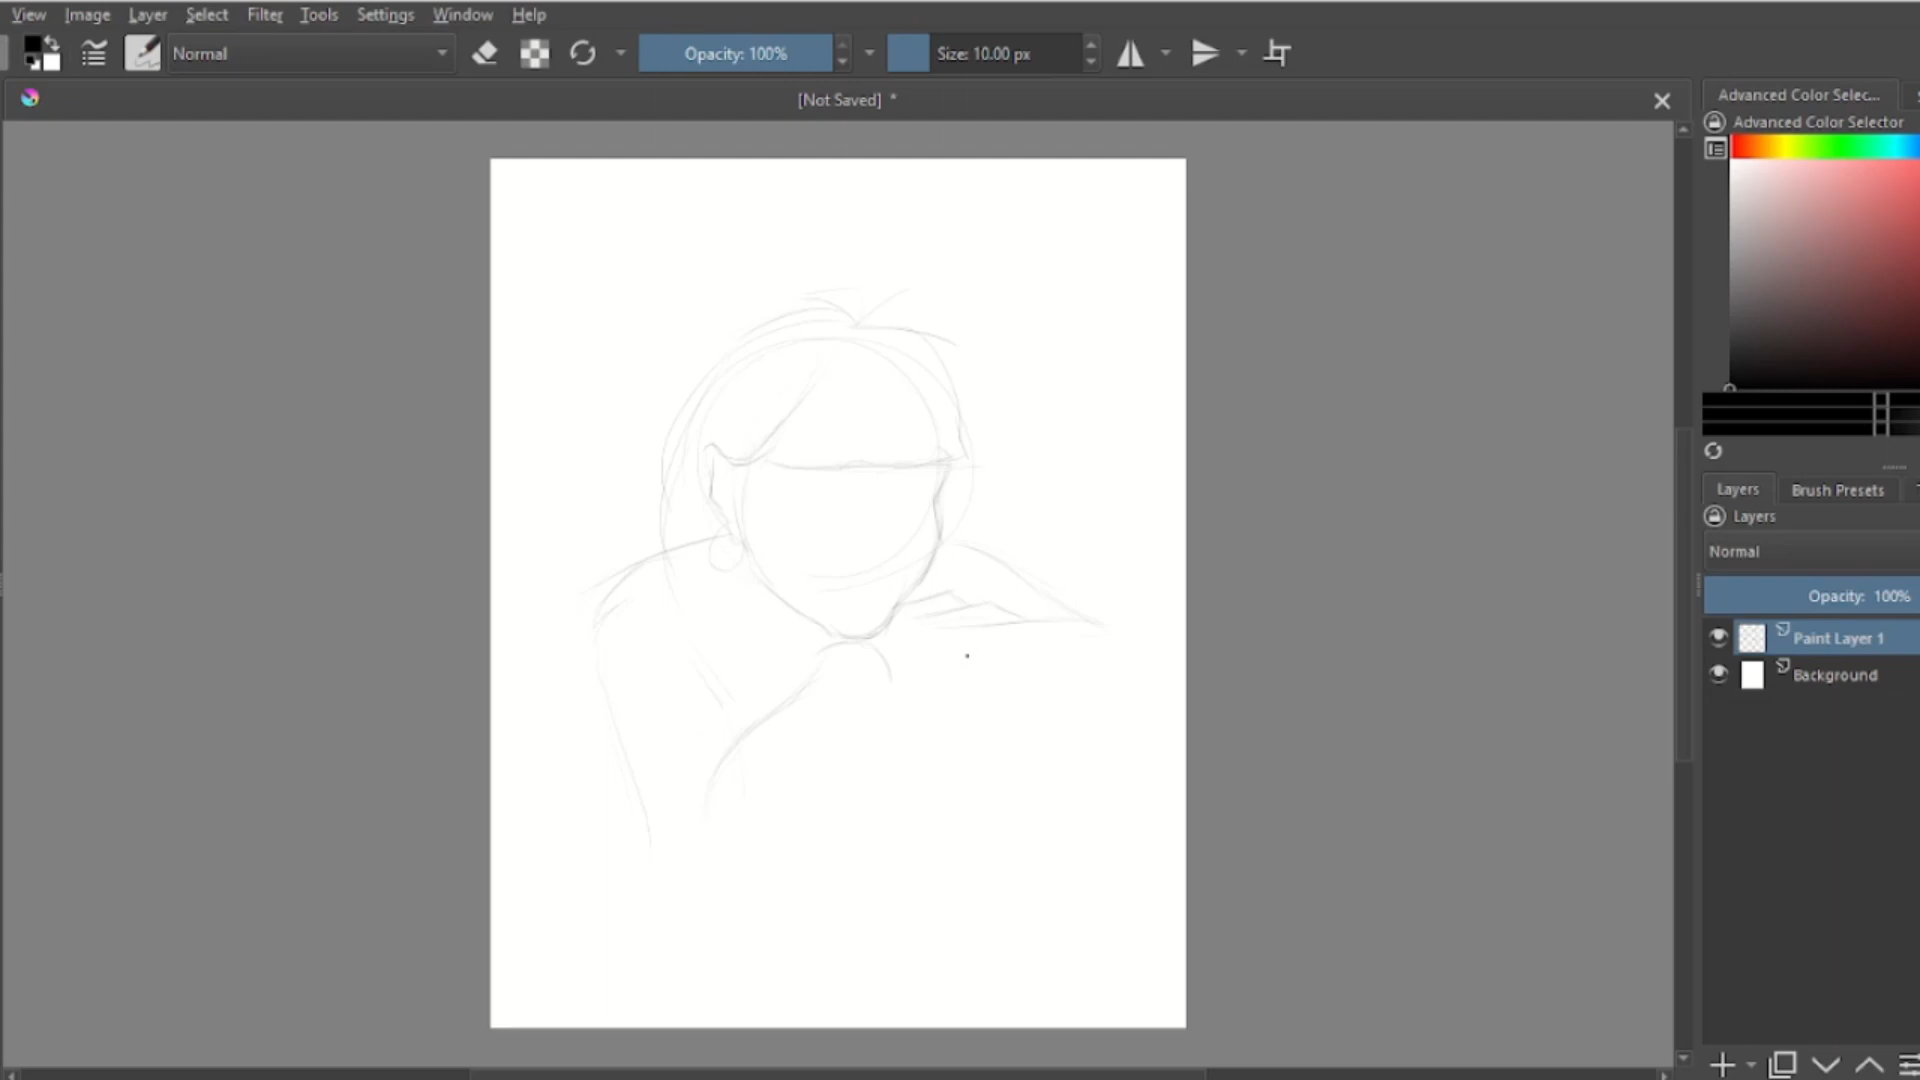 View Image Layer Select Filter Tools Settings Window Help
Normal Opacity: 100% Size: 10.00 px
[Not Saved] *
Advanced Color Selec...
Advanced Color Selector
Layers Brush Presets
Layers
Normal
Opacity: 100%
Paint Layer 1
Background